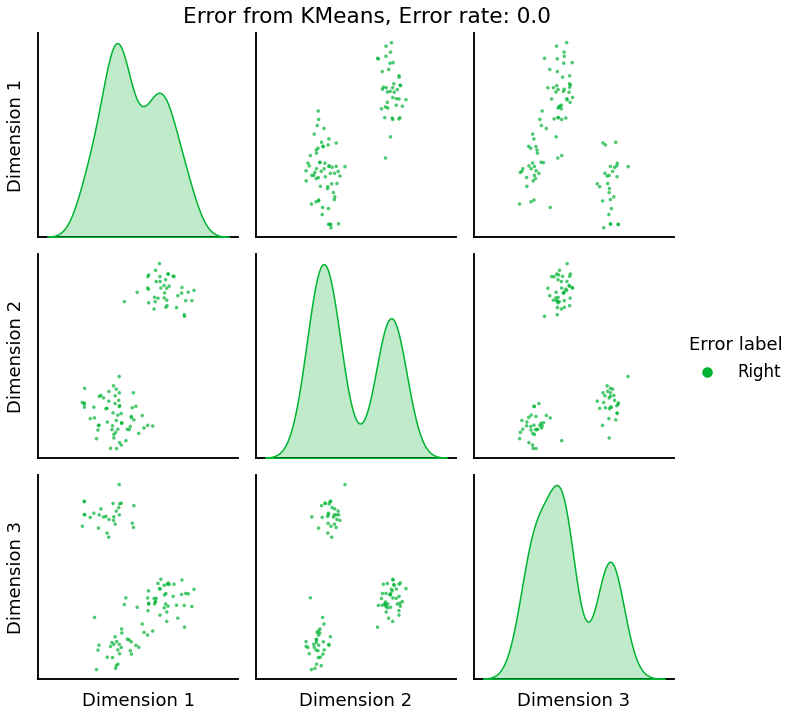 Error from KMeans, Error rate: 0.0
Dimension 1
Dimension 2
Error label
Right
Dimension 3
Dimension 1
Dimension 2
Dimension 3